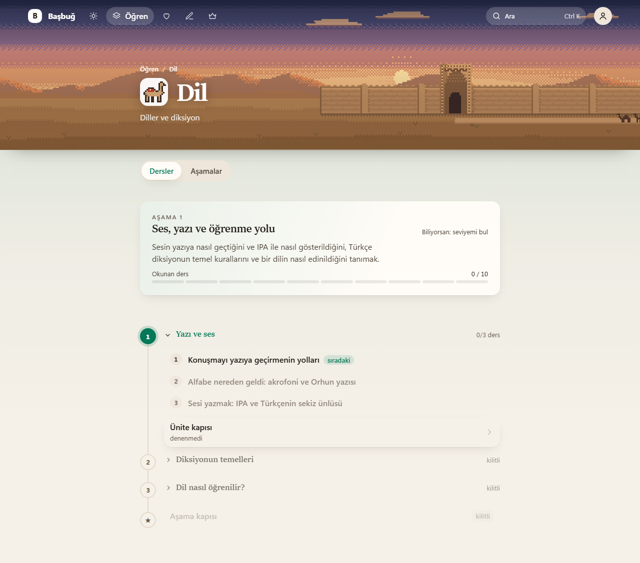 B Başbuğ
Öğren
Ara
Ctrl K
Öğren / Dil
Dil
Diller ve diksiyon
Dersler
Aşamalar
AŞAMA 1
Ses, yazı ve öğrenme yolu
Biliyorsan: seviyemi bul
Sesin yazıya nasıl geçtiğini ve IPA ile nasıl gösterildiğini, Türkçe
diksiyonun temel kurallarını ve bir dilin nasıl edinildiğini tanımak.
Okunan ders
0 / 10
1
Yazı ve ses
0/3 ders
1 Konuşmayı yazıya geçirmenin yolları sıradaki
2 Alfabe nereden geldi: akrofoni ve Orhun yazısı
3 Sesi yazmak: IPA ve Türkçenin sekiz ünlüsü
Ünite kapısı
denenmedi
2 Diksiyonun temelleri kilitli
3 Dil nasıl öğrenilir? kilitli
Aşama kapısı kilitli